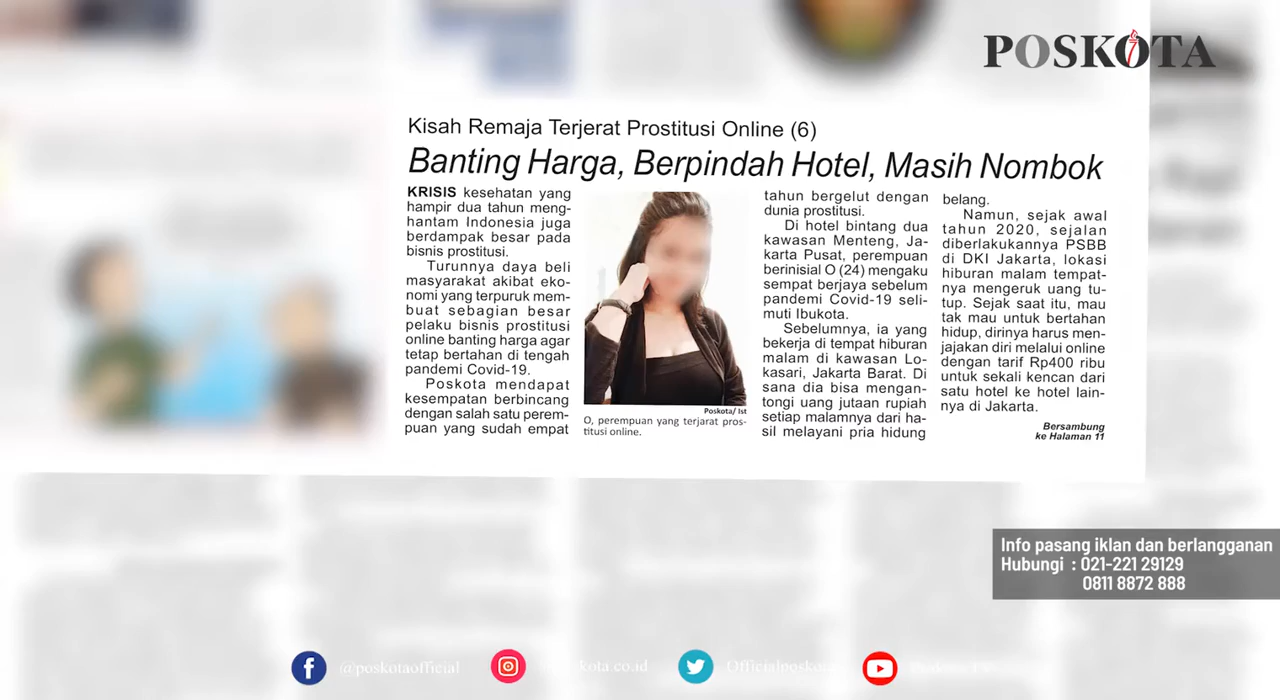 POSKOTA
Kisah Remaja Terjerat Prostitusi Online (6)
Banting Harga, Berpindah Hotel, Masih Nombok
KRISIS kesehatan yang
hampir dua tahun meng-
hantam Indonesia juga
berdampak besar pada
bisnis prostitusi.
Turunnya daya beli
masyarakat akibat eko-
nomi yang terpuruk mem-
buat sebagian besar
pelaku bisnis prostitusi
online banting harga agar
tetap bertahan di tengah
pandemi Covid-19.
Poskota mendapat
kesempatan berbincang
dengan salah satu perem-
puan yang sudah empat
Poskota/ Ist
O, perempuan yang terjarat pros-
titusi online.
tahun bergelut dengan
dunia prostitusi.
Di hotel bintang dua
kawasan Menteng, Ja-
karta Pusat, perempuan
berinisial O (24) mengaku
sempat berjaya sebelum
pandemi Covid-19 seli-
muti Ibukota.
Sebelumnya, ia yang
bekerja di tempat hiburan
malam di kawasan Lo-
kasari, Jakarta Barat. Di
sana dia bisa mengan-
tongi uang jutaan rupiah
setiap malamnya dari ha-
sil melayani pria hidung
belang.
Namun, sejak awal
tahun 2020, sejalan
diberlakukannya PSBB
di DKI Jakarta, lokasi
hiburan malam tempat-
nya mengeruk uang tu-
tup. Sejak saat itu, mau
tak mau untuk bertahan
hidup, dirinya harus men-
jajakan diri melalui online
dengan tarif Rp400 ribu
untuk sekali kencan dari
satu hotel ke hotel lain-
nya di Jakarta.
Bersambung
ke Halaman 11
Info pasang iklan dan berlangganan
Hubungi : 021-221 29129
0811 8872 888
@poskotaofficial
kota.co.id
Officialposkota